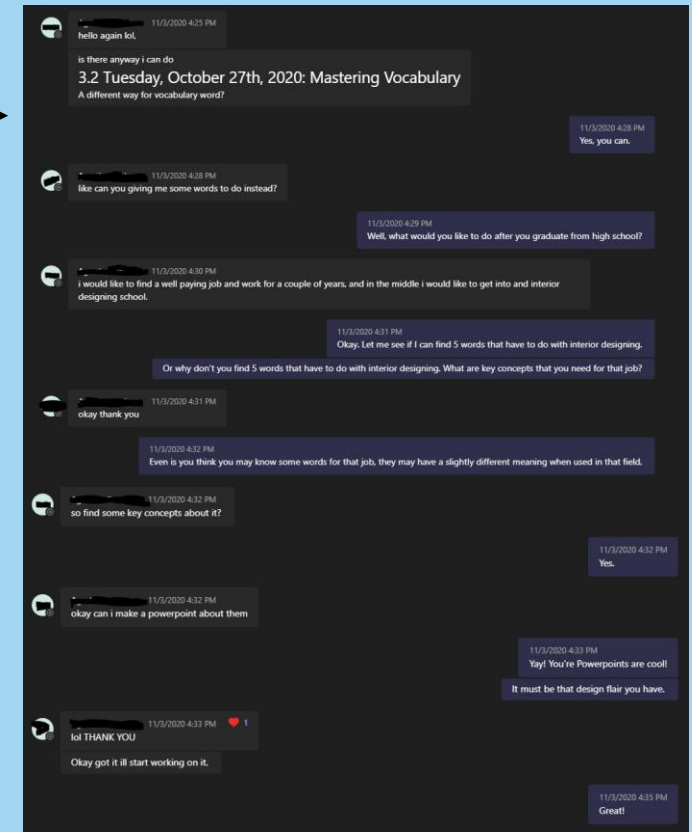 11/3/2020 4:25 PM
hello again lol,
is there anyway i can do
3.2 Tuesday, October 27th, 2020: Mastering Vocabulary
A different way for vocabulary word?
11/3/2020 4:28 PM
Yes, you can.
11/3/2020 4:28 PM
like can you giving me some words to do instead?
11/3/2020 4:29 PM
Well, what would you like to do after you graduate from high school?
11/3/2020 4:30 PM
i would like to find a well paying job and work for a couple of years, and in the middle i would like to get into and interior
designing school.
11/3/2020 4:31 PM
Okay. Let me see if I can find 5 words that have to do with interior designing.
Or why don't you find 5 words that have to do with interior designing. What are key concepts that you need for that job?
11/3/2020 4:31 PM
okay thank you
11/3/2020 4:32 PM
Even is you think you may know some words for that job, they may have a slightly different meaning when used in that field.
11/3/2020 4:32 PM
so find some key concepts about it?
11/3/2020 4:32 PM
Yes.
11/3/2020 4:32 PM
okay can i make a powerpoint about them
11/3/2020 4:33 PM
Yay! You're Powerpoints are cool!
It must be that design flair you have.
11/3/2020 4:33 PM 1
lol THANK YOU
Okay got it ill start working on it.
11/3/2020 4:35 PM
Great!